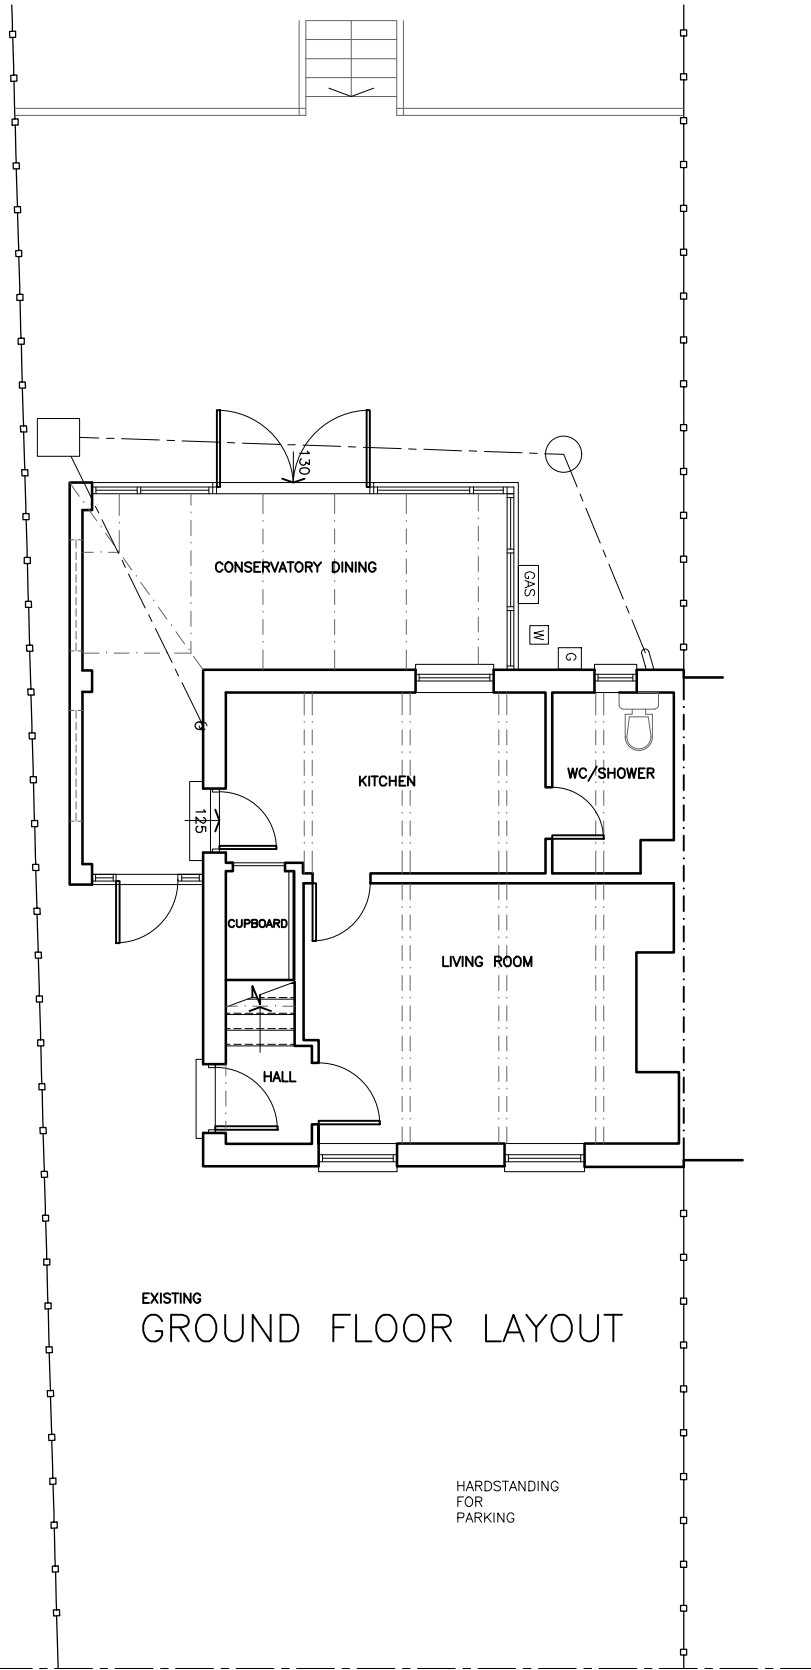 130
CONSERVATORY DINING
GAS
W
G
KITCHEN
WC/SHOWER
125
CUPBOARD
LIVING ROOM
HALL
EXISTING
GROUND FLOOR LAYOUT
HARDSTANDING
FOR
PARKING